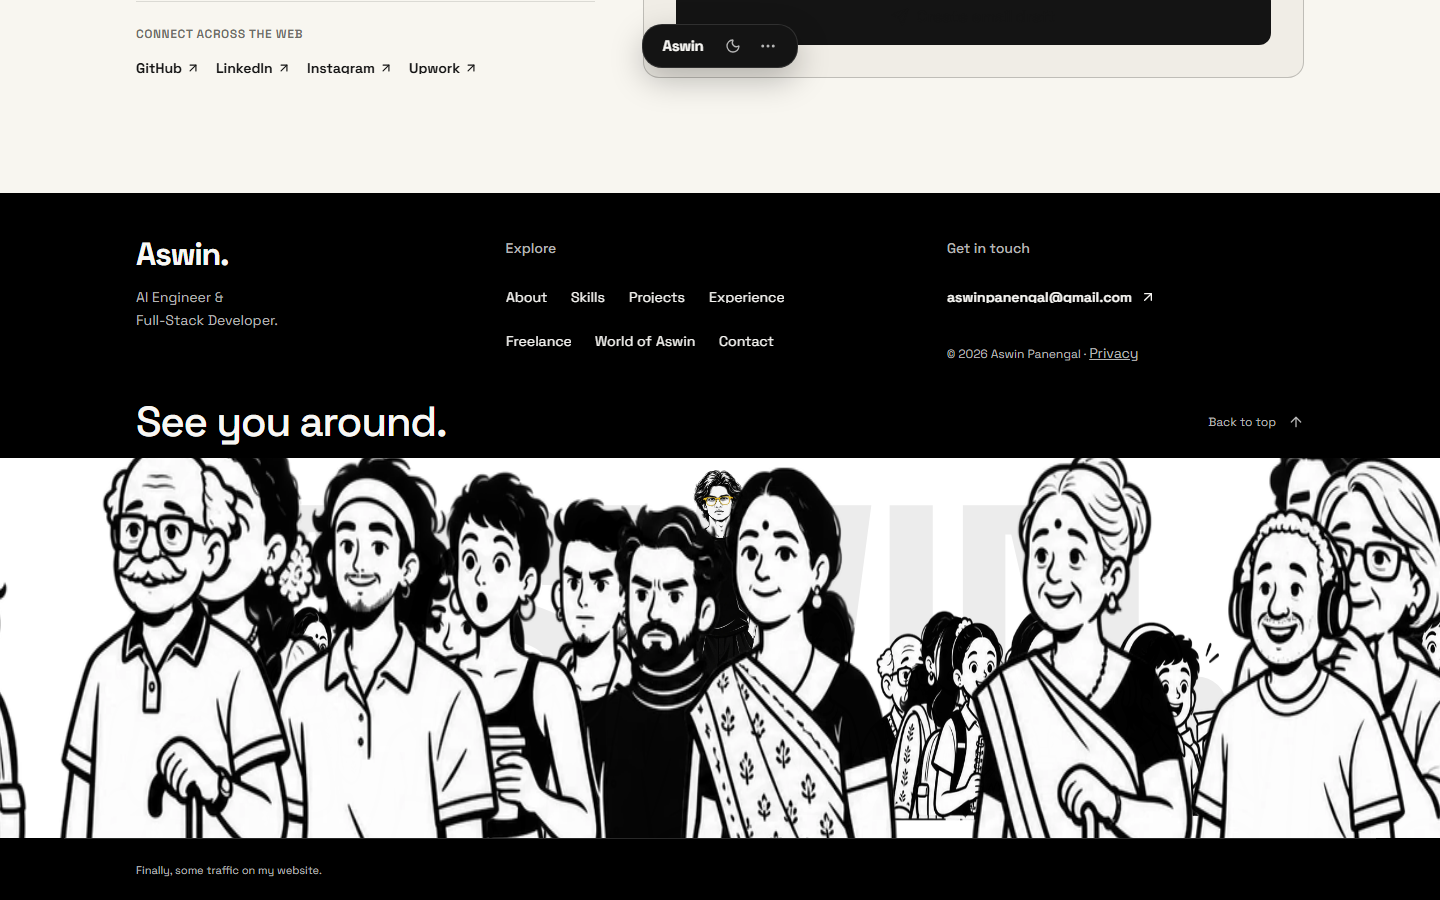 CONNECT ACROSS THE WEB
GitHub LinkedIn Instagram Upwork
Aswin
Aswin.
AI Engineer &
Full-Stack Developer.
Explore
About Skills Projects Experience
Freelance World of Aswin Contact
Get in touch
aswinpanengal@gmail.com
© 2026 Aswin Panengal · Privacy
See you around.
Back to top
Finally, some traffic on my website.